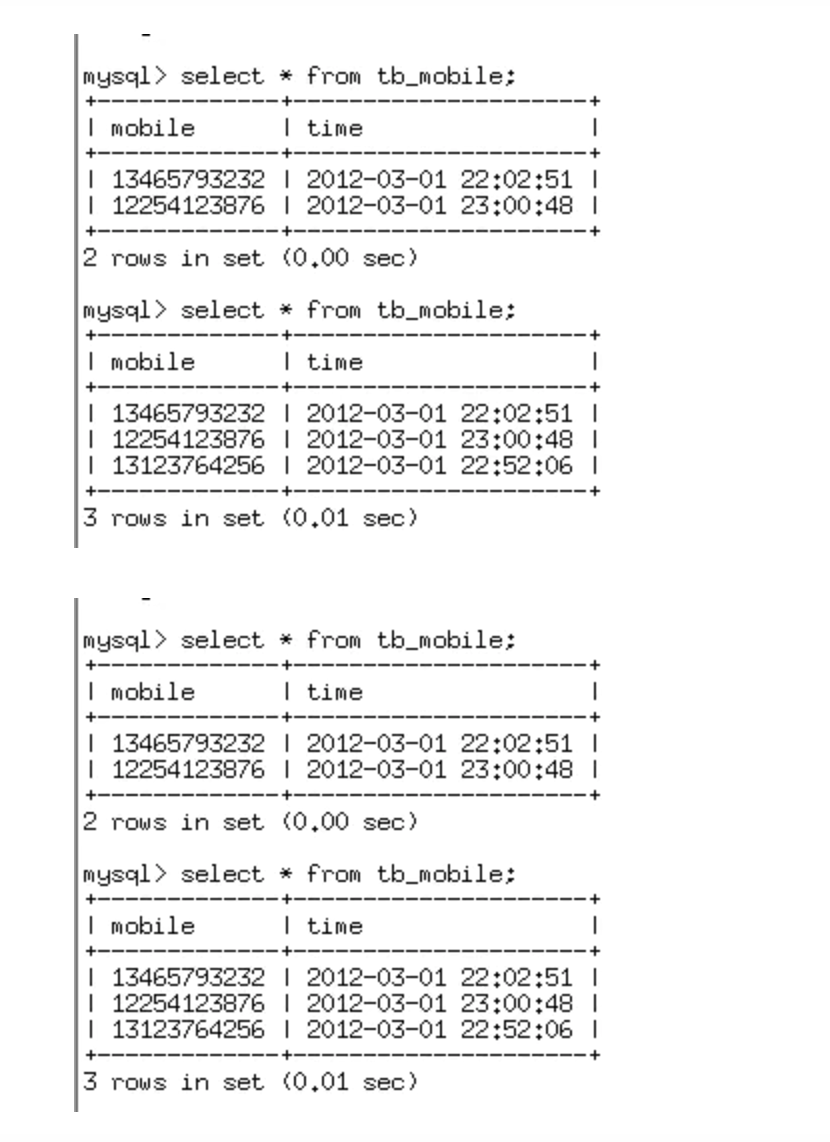 mysql> select * from tb_mobile;
+-------------+---------------------+
| mobile      | time                |
+-------------+---------------------+
| 13465793232 | 2012-03-01 22:02:51 |
| 12254123876 | 2012-03-01 23:00:48 |
+-------------+---------------------+
2 rows in set (0.00 sec)
mysql> select * from tb_mobile;
+-------------+---------------------+
| mobile      | time                |
+-------------+---------------------+
| 13465793232 | 2012-03-01 22:02:51 |
| 12254123876 | 2012-03-01 23:00:48 |
| 13123764256 | 2012-03-01 22:52:06 |
+-------------+---------------------+
3 rows in set (0.01 sec)
mysql> select * from tb_mobile;
+-------------+---------------------+
| mobile      | time                |
+-------------+---------------------+
| 13465793232 | 2012-03-01 22:02:51 |
| 12254123876 | 2012-03-01 23:00:48 |
+-------------+---------------------+
2 rows in set (0.00 sec)
mysql> select * from tb_mobile;
+-------------+---------------------+
| mobile      | time                |
+-------------+---------------------+
| 13465793232 | 2012-03-01 22:02:51 |
| 12254123876 | 2012-03-01 23:00:48 |
| 13123764256 | 2012-03-01 22:52:06 |
+-------------+---------------------+
3 rows in set (0.01 sec)